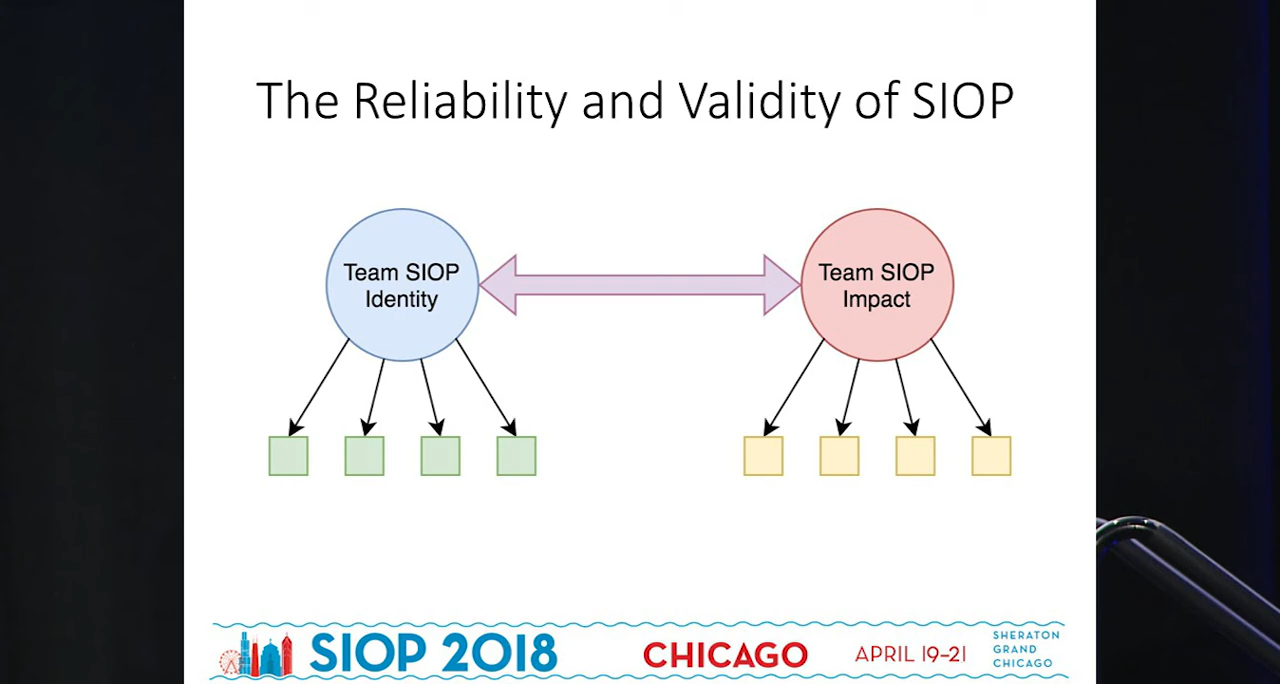 The Reliability and Validity of SIOP
Team SIOP
Identity
Team SIOP
Impact
SIOP 2018
CHICAGO
APRIL 19–21
SHERATON
GRAND
CHICAGO